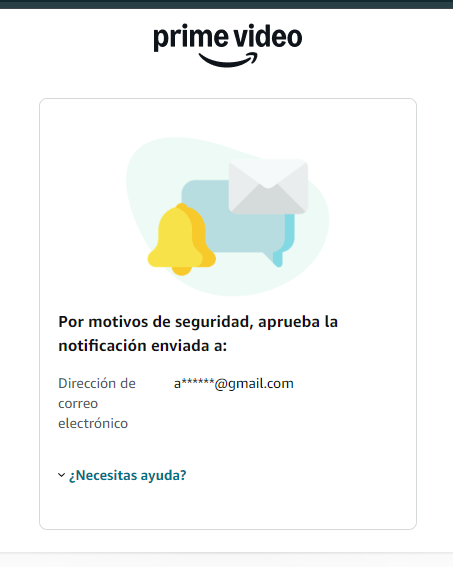 prime video
Por motivos de seguridad, aprueba la
notificación enviada a:
Dirección de
correo
electrónico
a******@gmail.com
¿Necesitas ayuda?